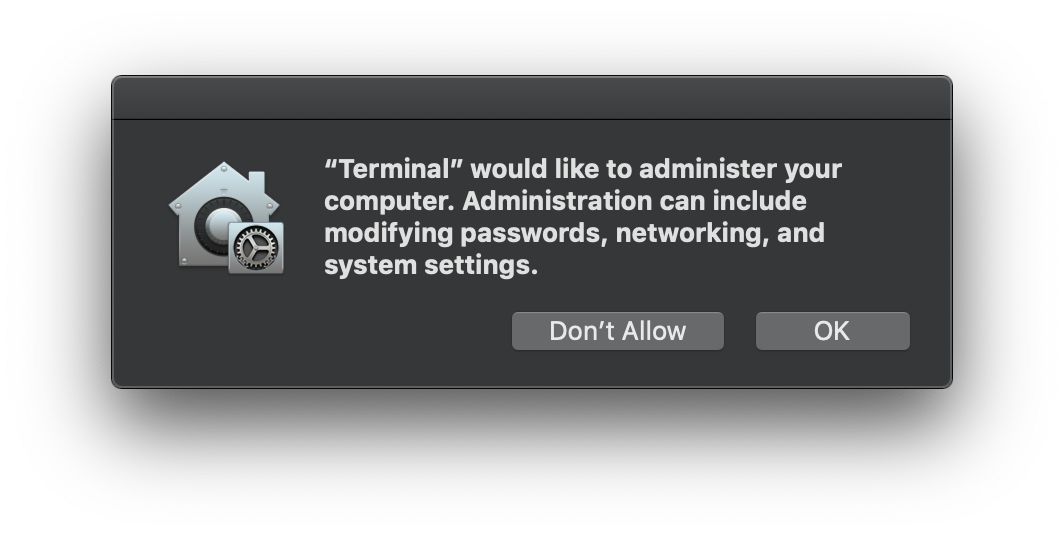 “Terminal” would like to administer your
computer. Administration can include
modifying passwords, networking, and
system settings.
Don’t Allow
OK